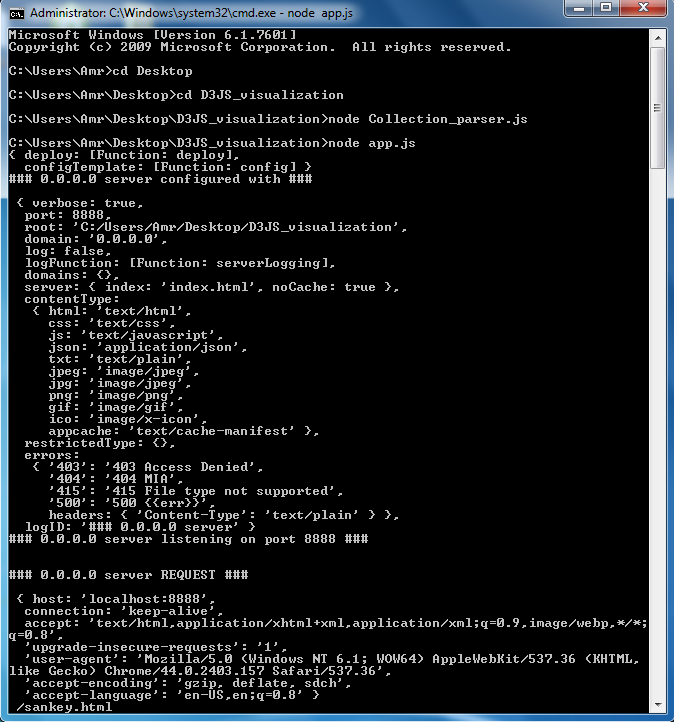 Administrator: C:\Windows\system32\cmd.exe - node  app.js
Microsoft Windows [Version 6.1.7601]
Copyright (c) 2009 Microsoft Corporation.  All rights reserved.
C:\Users\Amr>cd Desktop
C:\Users\Amr\Desktop>cd D3JS_visualization
C:\Users\Amr\Desktop\D3JS_visualization>node Collection_parser.js
C:\Users\Amr\Desktop\D3JS_visualization>node app.js
{ deploy: [Function: deploy],
  configTemplate: [Function: config] }
### 0.0.0.0 server configured with ###
 { verbose: true,
  port: 8888,
  root: 'C:/Users/Amr/Desktop/D3JS_visualization',
  domain: '0.0.0.0',
  log: false,
  logFunction: [Function: serverLogging],
  domains: {},
  server: { index: 'index.html', noCache: true },
  contentType:
   { html: 'text/html',
     css: 'text/css',
     js: 'text/javascript',
     json: 'application/json',
     txt: 'text/plain',
     jpeg: 'image/jpeg',
     jpg: 'image/jpeg',
     png: 'image/png',
     gif: 'image/gif',
     ico: 'image/x-icon',
     appcache: 'text/cache-manifest' },
  restrictedType: {},
  errors:
   { '403': '403 Access Denied',
     '404': '404 MIA',
     '415': '415 File type not supported',
     '500': '500 {{err}}',
     headers: { 'Content-Type': 'text/plain' } },
  logID: '### 0.0.0.0 server' }
### 0.0.0.0 server listening on port 8888 ###
### 0.0.0.0 server REQUEST ###
 { host: 'localhost:8888',
  connection: 'keep-alive',
  accept: 'text/html,application/xhtml+xml,application/xml;q=0.9,image/webp,*/*;
q=0.8',
  'upgrade-insecure-requests': '1',
  'user-agent': 'Mozilla/5.0 (Windows NT 6.1; WOW64) AppleWebKit/537.36 (KHTML,
like Gecko) Chrome/44.0.2403.157 Safari/537.36',
  'accept-encoding': 'gzip, deflate, sdch',
  'accept-language': 'en-US,en;q=0.8' }
 /sankey.html